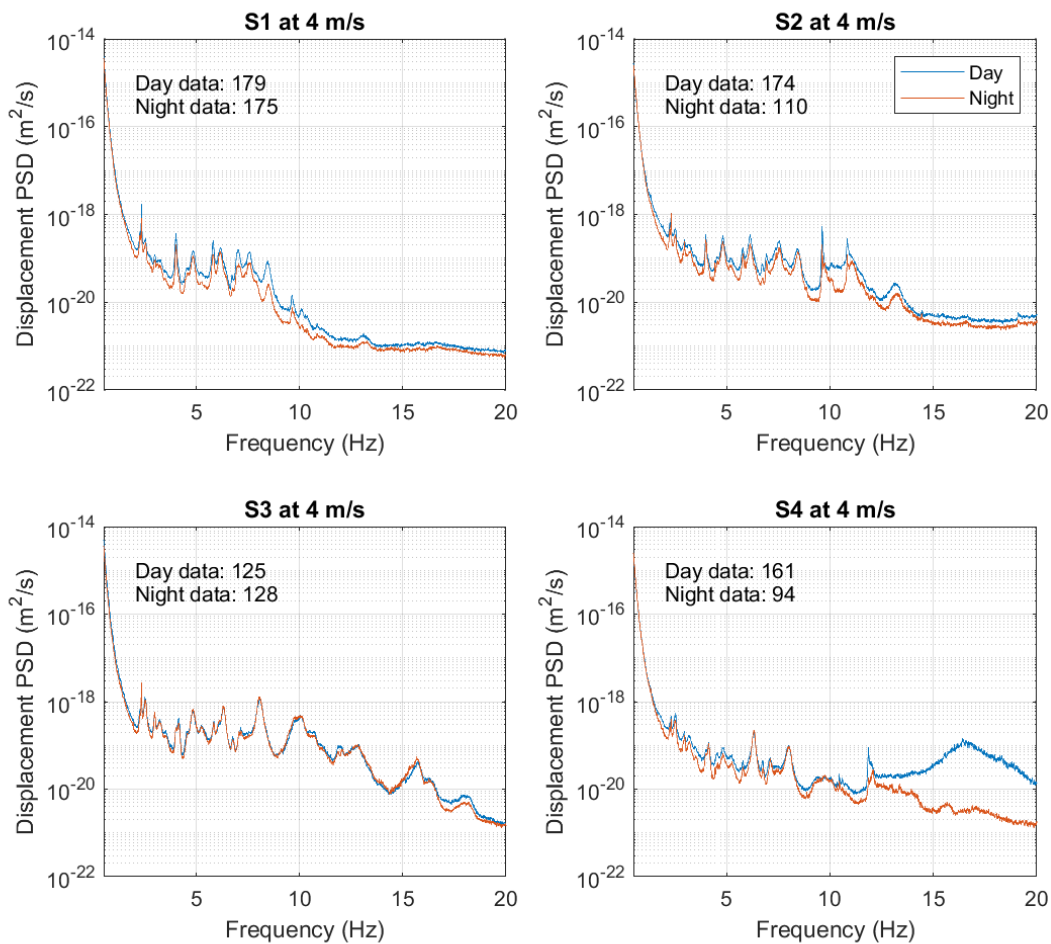 S1 at 4 m/s
10^-14
10^-16
10^-18
10^-20
10^-22
Displacement PSD (m^2/s)
Day data: 179
Night data: 175
5
10
15
20
Frequency (Hz)
S2 at 4 m/s
10^-14
10^-16
10^-18
10^-20
10^-22
Displacement PSD (m^2/s)
Day data: 174
Night data: 110
Day
Night
5
10
15
20
Frequency (Hz)
S3 at 4 m/s
10^-14
10^-16
10^-18
10^-20
10^-22
Displacement PSD (m^2/s)
Day data: 125
Night data: 128
5
10
15
20
Frequency (Hz)
S4 at 4 m/s
10^-14
10^-16
10^-18
10^-20
10^-22
Displacement PSD (m^2/s)
Day data: 161
Night data: 94
5
10
15
20
Frequency (Hz)